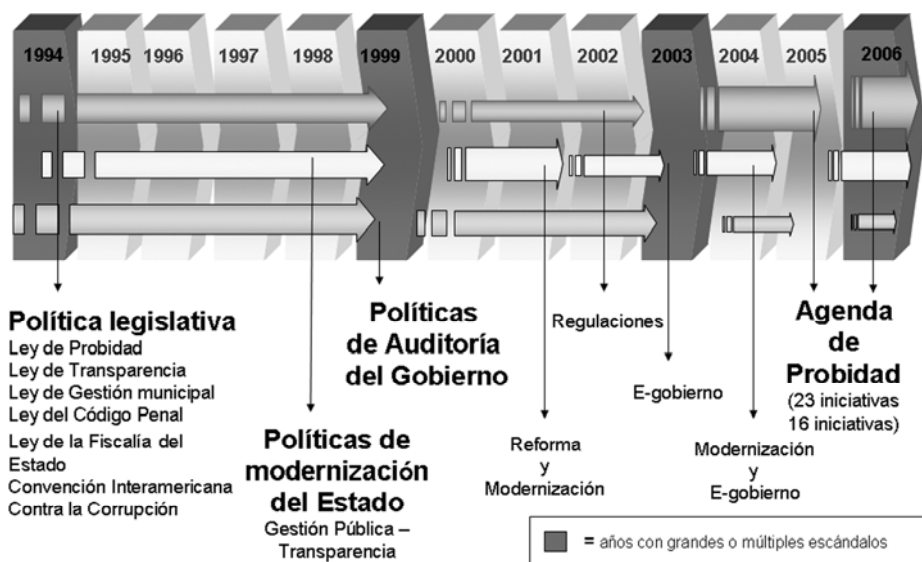 1994 1995 1996 1997 1998 1999 2000 2001 2002 2003 2004 2005 2006
Política legislativa
Ley de Probidad
Ley de Transparencia
Ley de Gestión municipal
Ley del Código Penal
Ley de la Fiscalía del
Estado
Convención Interamericana
Contra la Corrupción
Políticas de
modernización
del Estado
Gestión Pública –
Transparencia
Políticas
de Auditoría
del Gobierno
Reforma
y
Modernización
Regulaciones
E-gobierno
Modernización
y
E-gobierno
Agenda
de
Probidad
(23 iniciativas
16 iniciativas)
= años con grandes o múltiples escándalos